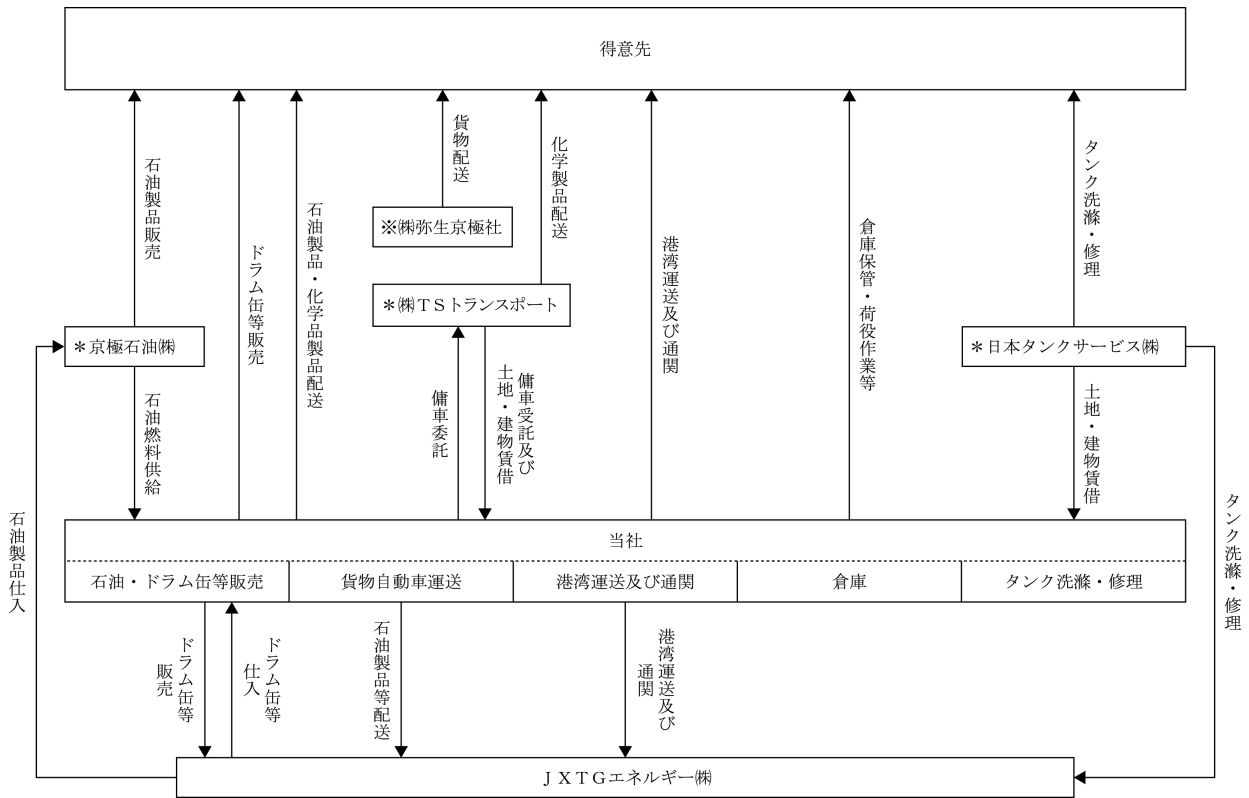 得意先
石油製品販売
ドラム缶等販売
石油製品・化学品製品配送
貨物配送
化学製品配送
港湾運送及び通関
倉庫保管・荷役作業等
タンク洗滌・修理
※㈱弥生京極社
＊㈱ＴＳトランスポート
＊京極石油㈱
＊日本タンクサービス㈱
石油燃料供給
傭車委託
傭車受託及び
土地・建物賃借
土地・建物賃借
石油製品仕入
タンク洗滌・修理
当社
石油・ドラム缶等販売
貨物自動車運送
港湾運送及び通関
倉庫
タンク洗滌・修理
ドラム缶等
販売
ドラム缶等
仕入
石油製品等配送
港湾運送及び
通関
ＪＸＴＧエネルギー㈱